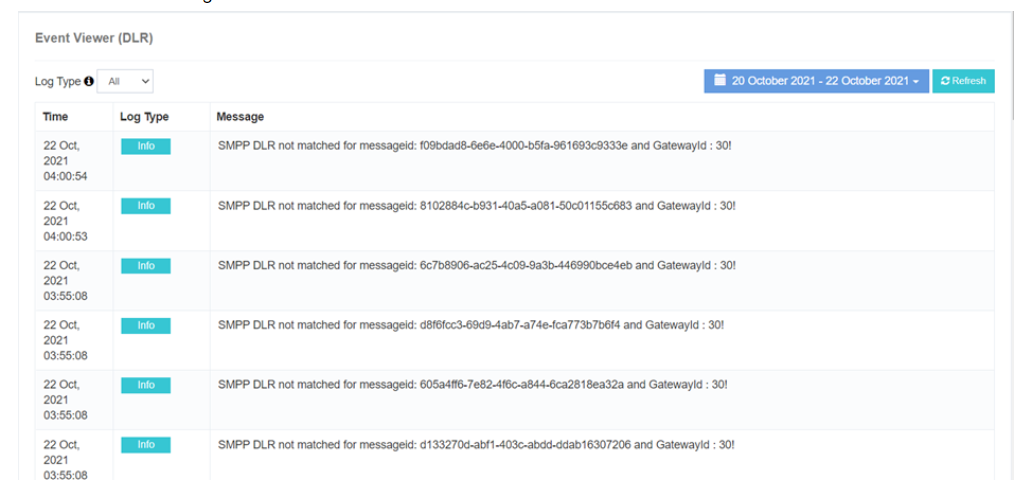 Event Viewer (DLR)
Log Type All
20 October 2021 - 22 October 2021
Refresh
Time Log Type Message
22 Oct, 2021 04:00:54 Info SMPP DLR not matched for messageid: f09bdad8-6e6e-4000-b5fa-961693c9333e and GatewayId : 30!
22 Oct, 2021 04:00:53 Info SMPP DLR not matched for messageid: 8102884c-b931-40a5-a081-50c01155c683 and GatewayId : 30!
22 Oct, 2021 03:55:08 Info SMPP DLR not matched for messageid: 6c7b8906-ac25-4c09-9a3b-446990bce4eb and GatewayId : 30!
22 Oct, 2021 03:55:08 Info SMPP DLR not matched for messageid: d8f6fcc3-69d9-4ab7-a74e-fca773b7b6f4 and GatewayId : 30!
22 Oct, 2021 03:55:08 Info SMPP DLR not matched for messageid: 605a4ff6-7e82-4f6c-a844-6ca2818ea32a and GatewayId : 30!
22 Oct, 2021 03:55:08 Info SMPP DLR not matched for messageid: d133270d-abf1-403c-abdd-ddab16307206 and GatewayId : 30!